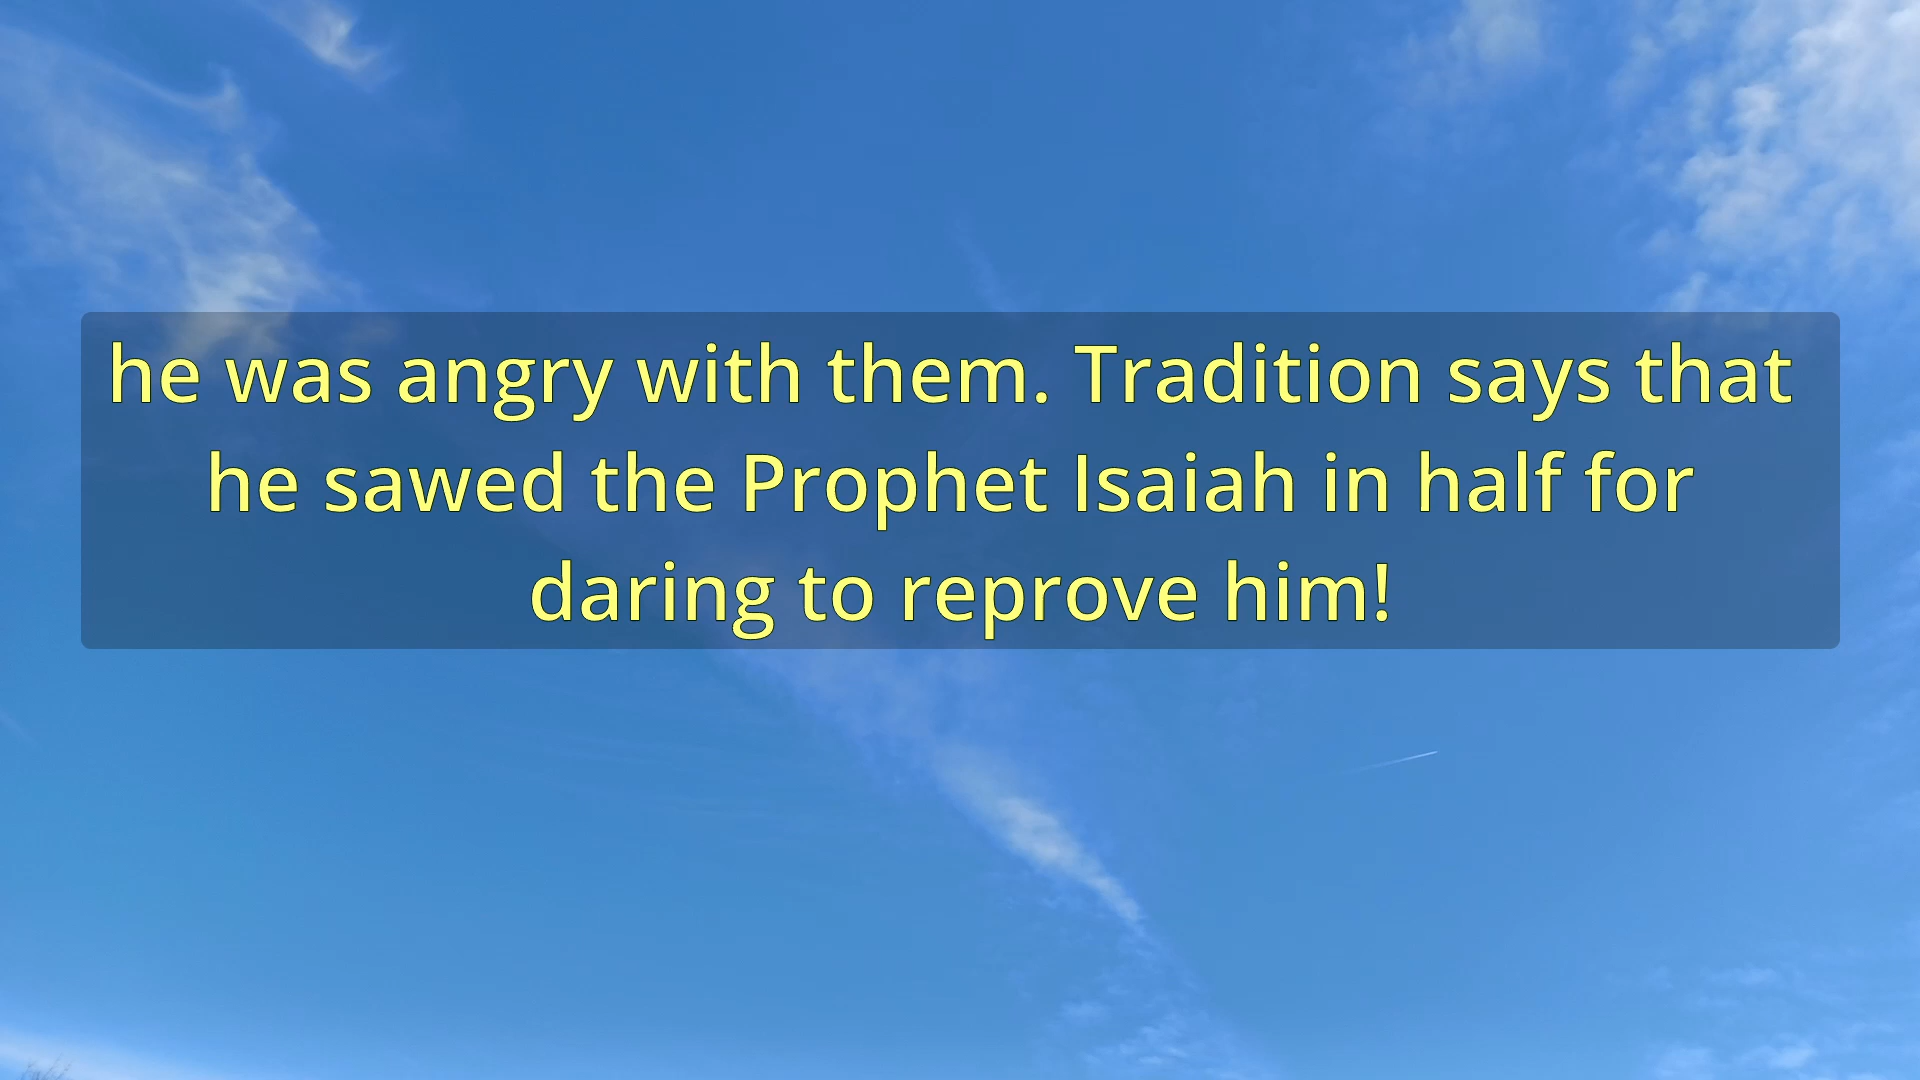 he was angry with them. Tradition says that
he sawed the Prophet Isaiah in half for
daring to reprove him!